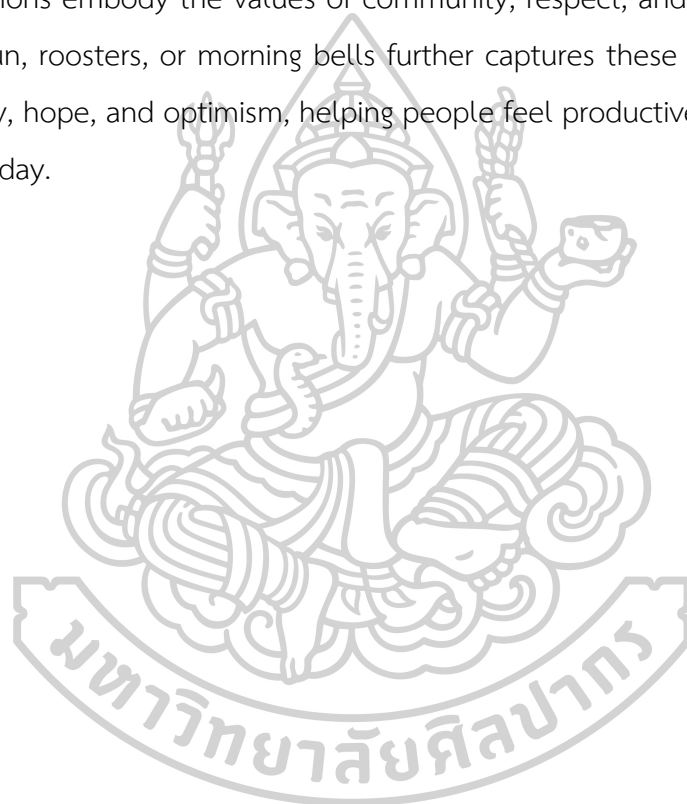 ions embody the values of community, respect, and
un, roosters, or morning bells further captures these
y, hope, and optimism, helping people feel productive
day.
มหาวิทยาลัยศิลปากร